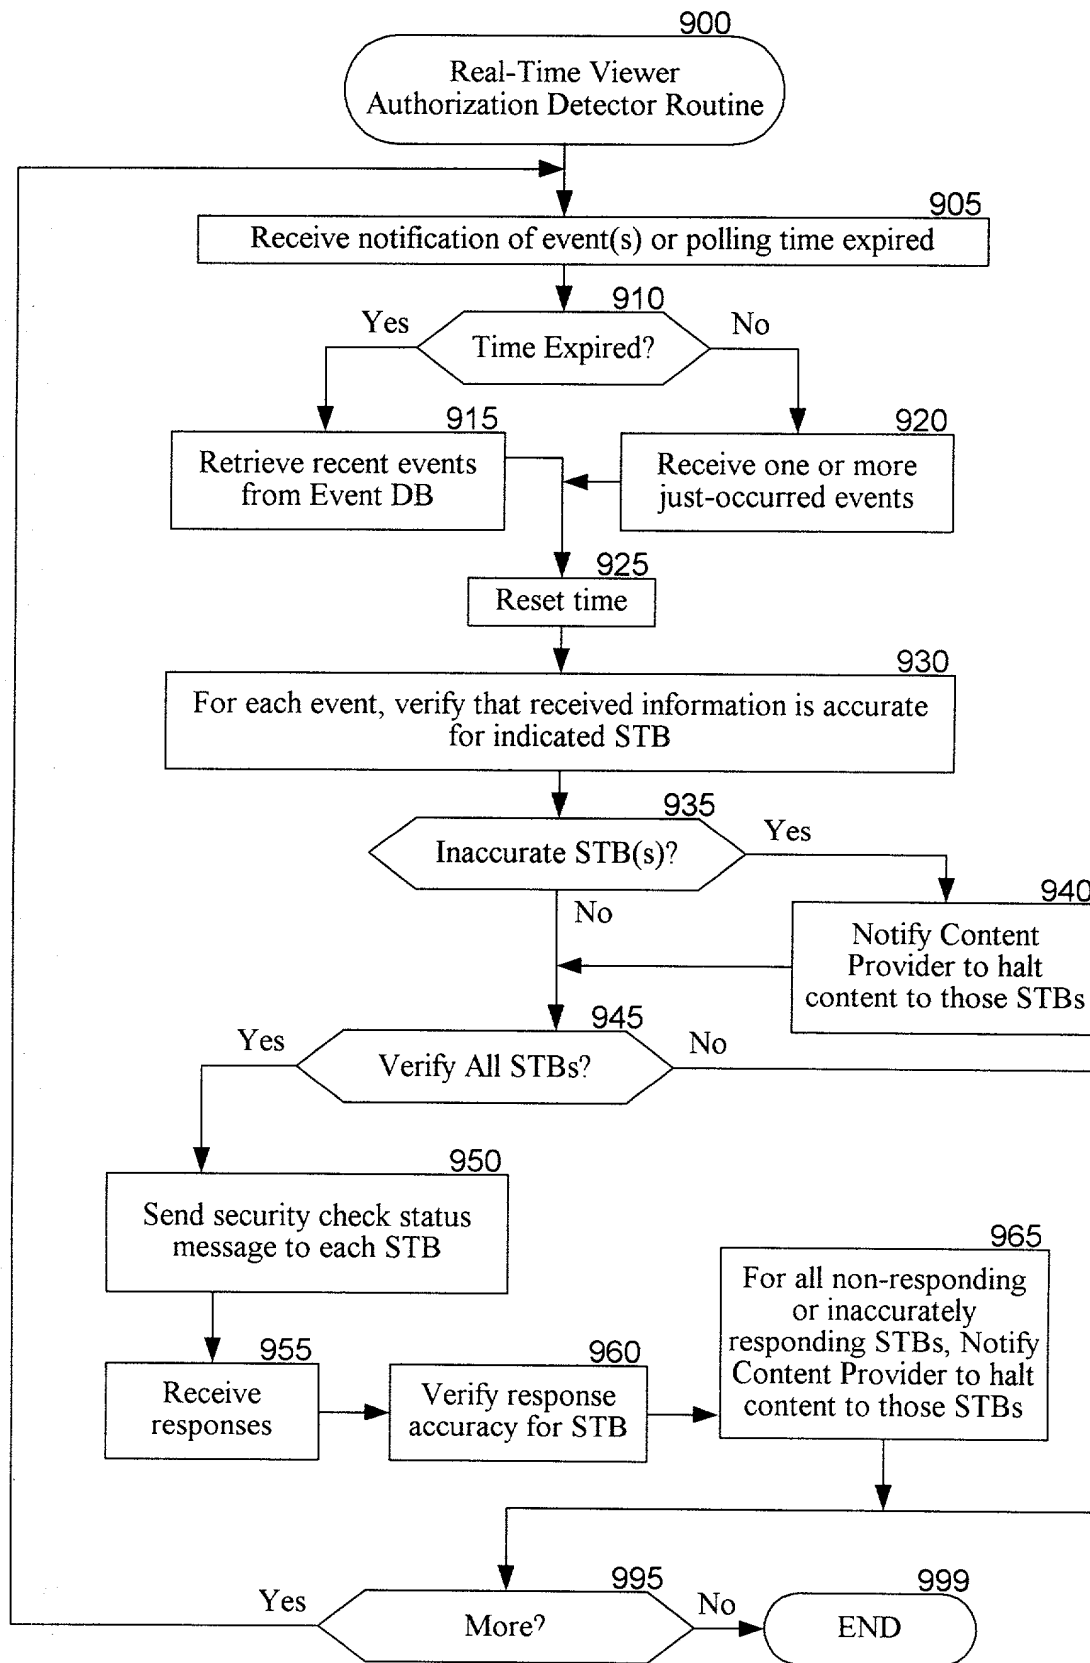 900
Real-Time Viewer
Authorization Detector Routine
905
Receive notification of event(s) or polling time expired
910
Yes
Time Expired?
No
915
Retrieve recent events
from Event DB
920
Receive one or more
just-occurred events
925
Reset time
930
For each event, verify that received information is accurate
for indicated STB
935
Inaccurate STB(s)?
Yes
No
940
Notify Content
Provider to halt
content to those STBs
945
Yes
Verify All STBs?
No
950
Send security check status
message to each STB
955
Receive
responses
960
Verify response
accuracy for STB
965
For all non-responding
or inaccurately
responding STBs, Notify
Content Provider to halt
content to those STBs
995
Yes
More?
No
999
END